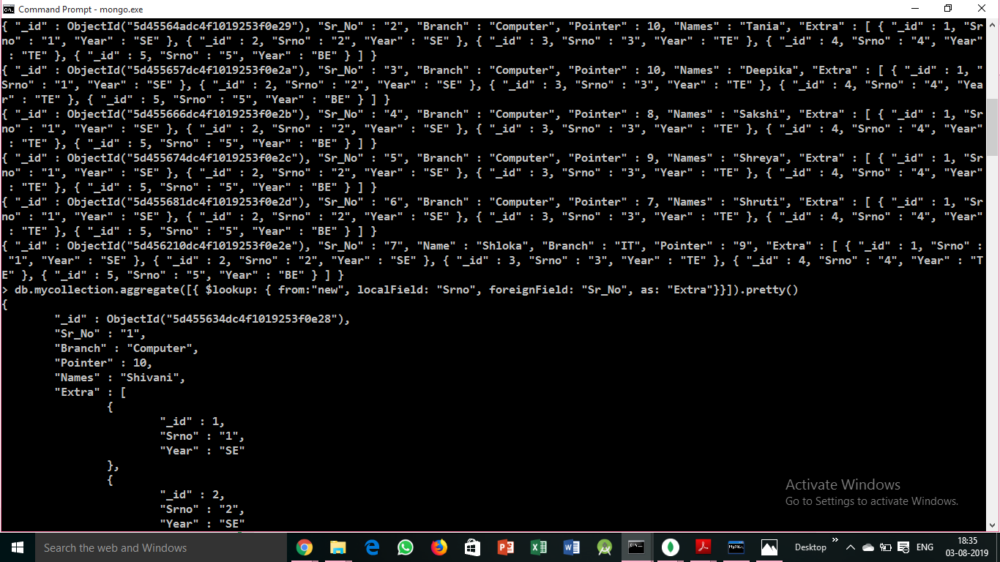 Command Prompt - mongo.exe
{ "_id" : ObjectId("5d45564adc4f1019253f0e29"), "Sr_No" : "2", "Branch" : "Computer", "Pointer" : 10, "Names" : "Tania", "Extra" : [ { "_id" : 1, "Sr
no" : "1", "Year" : "SE" }, { "_id" : 2, "Srno" : "2", "Year" : "SE" }, { "_id" : 3, "Srno" : "3", "Year" : "TE" }, { "_id" : 4, "Srno" : "4", "Year"
: "TE" }, { "_id" : 5, "Srno" : "5", "Year" : "BE" } ] }
{ "_id" : ObjectId("5d455657dc4f1019253f0e2a"), "Sr_No" : "3", "Branch" : "Computer", "Pointer" : 10, "Names" : "Deepika", "Extra" : [ { "_id" : 1, "
Srno" : "1", "Year" : "SE" }, { "_id" : 2, "Srno" : "2", "Year" : "SE" }, { "_id" : 3, "Srno" : "3", "Year" : "TE" }, { "_id" : 4, "Srno" : "4", "Yea
r" : "TE" }, { "_id" : 5, "Srno" : "5", "Year" : "BE" } ] }
{ "_id" : ObjectId("5d455666dc4f1019253f0e2b"), "Sr_No" : "4", "Branch" : "Computer", "Pointer" : 8, "Names" : "Sakshi", "Extra" : [ { "_id" : 1, "Sr
no" : "1", "Year" : "SE" }, { "_id" : 2, "Srno" : "2", "Year" : "SE" }, { "_id" : 3, "Srno" : "3", "Year" : "TE" }, { "_id" : 4, "Srno" : "4", "Year"
: "TE" }, { "_id" : 5, "Srno" : "5", "Year" : "BE" } ] }
{ "_id" : ObjectId("5d455674dc4f1019253f0e2c"), "Sr_No" : "5", "Branch" : "Computer", "Pointer" : 9, "Names" : "Shreya", "Extra" : [ { "_id" : 1, "Sr
no" : "1", "Year" : "SE" }, { "_id" : 2, "Srno" : "2", "Year" : "SE" }, { "_id" : 3, "Srno" : "3", "Year" : "TE" }, { "_id" : 4, "Srno" : "4", "Year"
: "TE" }, { "_id" : 5, "Srno" : "5", "Year" : "BE" } ] }
{ "_id" : ObjectId("5d455681dc4f1019253f0e2d"), "Sr_No" : "6", "Branch" : "Computer", "Pointer" : 7, "Names" : "Shruti", "Extra" : [ { "_id" : 1, "Sr
no" : "1", "Year" : "SE" }, { "_id" : 2, "Srno" : "2", "Year" : "SE" }, { "_id" : 3, "Srno" : "3", "Year" : "TE" }, { "_id" : 4, "Srno" : "4", "Year"
: "TE" }, { "_id" : 5, "Srno" : "5", "Year" : "BE" } ] }
{ "_id" : ObjectId("5d456210dc4f1019253f0e2e"), "Sr_No" : "7", "Name" : "Shloka", "Branch" : "IT", "Pointer" : "9", "Extra" : [ { "_id" : 1, "Srno" :
"1", "Year" : "SE" }, { "_id" : 2, "Srno" : "2", "Year" : "SE" }, { "_id" : 3, "Srno" : "3", "Year" : "TE" }, { "_id" : 4, "Srno" : "4", "Year" : "T
E" }, { "_id" : 5, "Srno" : "5", "Year" : "BE" } ] }
> db.mycollection.aggregate([{ $lookup: { from:"new", localField: "Srno", foreignField: "Sr_No", as: "Extra"}}]).pretty()
{
"_id" : ObjectId("5d455634dc4f1019253f0e28"),
"Sr_No" : "1",
"Branch" : "Computer",
"Pointer" : 10,
"Names" : "Shivani",
"Extra" : [
{
"_id" : 1,
"Srno" : "1",
"Year" : "SE"
},
{
"_id" : 2,
"Srno" : "2",
"Year" : "SE"
Activate Windows
Go to Settings to activate Windows.
Search the web and Windows
MySQL
Desktop
ENG
18:35
03-08-2019